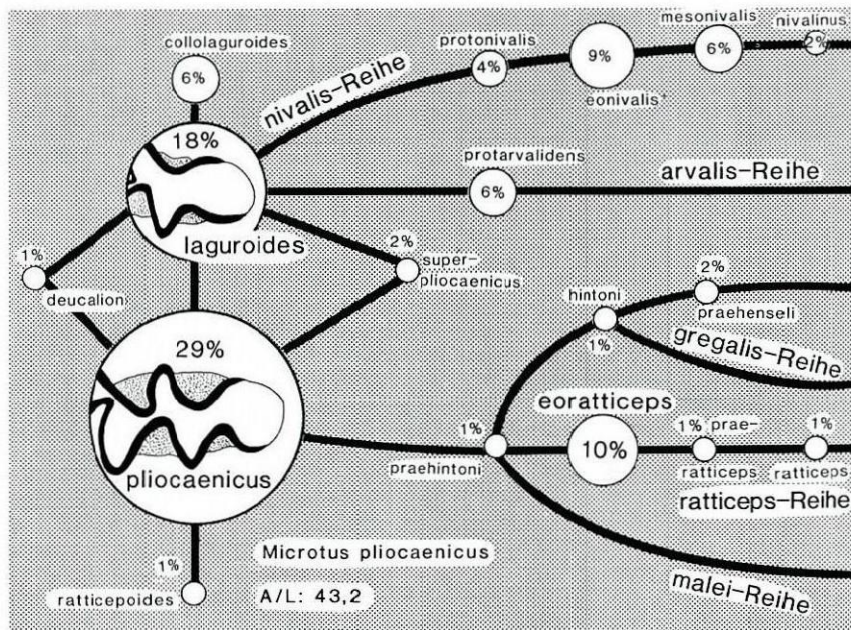 collolaguroides
6%
18%
laguroides
nivalis-Reihe
protonivalis
4%
9%
eonivalis⁺
mesonivalis
6%
nivalinus
2%
protarvalidens
6%
arvalis-Reihe
1%
deucalion
2%
super-
pliocaenicus
29%
pliocaenicus
hintoni
1%
2%
praehenseli
gregalis-Reihe
1%
praehintoni
eoratticeps
10%
1% prae-
ratticeps
1%
ratticeps
ratticeps-Reihe
malei-Reihe
1%
ratticepoides
Microtus pliocaenicus
A/L: 43,2